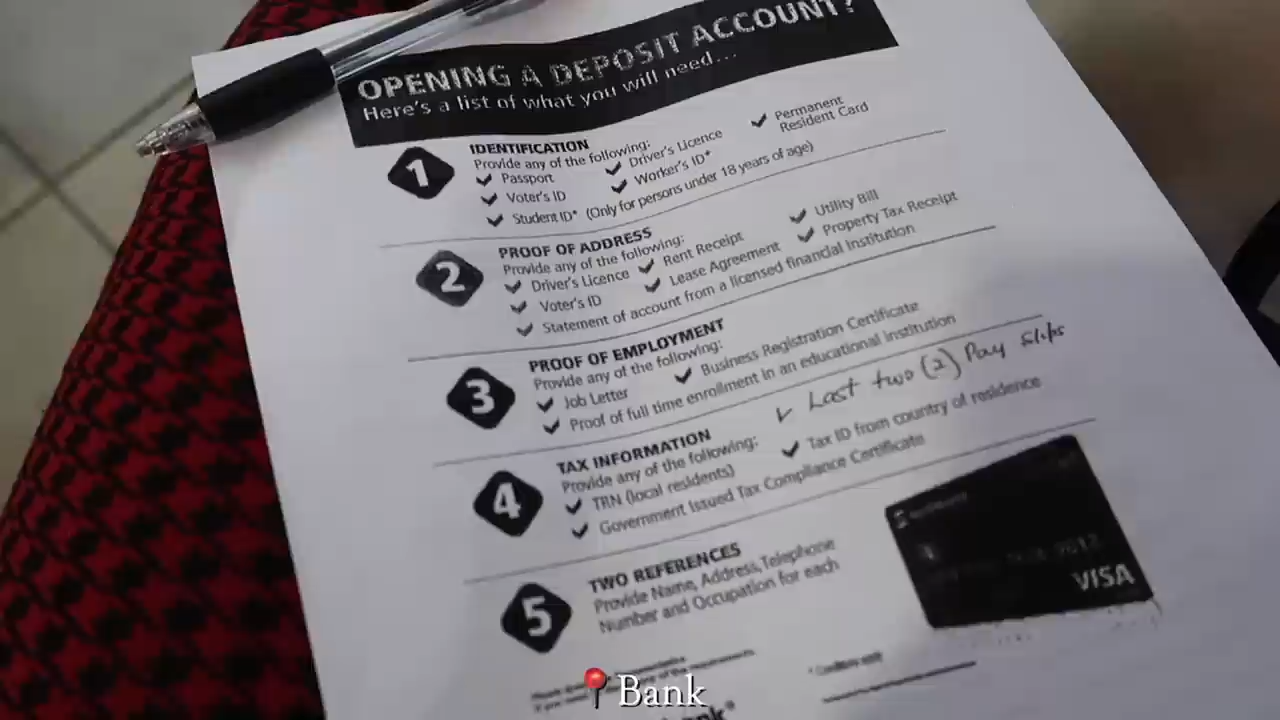 OPENING A DEPOSIT ACCOUNT?
Here's a list of what you will need...
1
IDENTIFICATION
Provide any of the following:
Passport
Driver's Licence
Permanent Resident Card
Voter's ID
Worker's ID*
Student ID* (Only for persons under 18 years of age)
2
PROOF OF ADDRESS
Provide any of the following:
Driver's Licence
Rent Receipt
Utility Bill
Voter's ID
Lease Agreement
Property Tax Receipt
Statement of account from a licensed financial institution
3
PROOF OF EMPLOYMENT
Provide any of the following:
Job Letter
Business Registration Certificate
Proof of full time enrollment in an educational institution
Last two (2) Pay slips
4
TAX INFORMATION
Provide any of the following:
TRN (local residents)
Tax ID from country of residence
Government Issued Tax Compliance Certificate
5
TWO REFERENCES
Provide Name, Address, Telephone
Number and Occupation for each
VISA
Bank